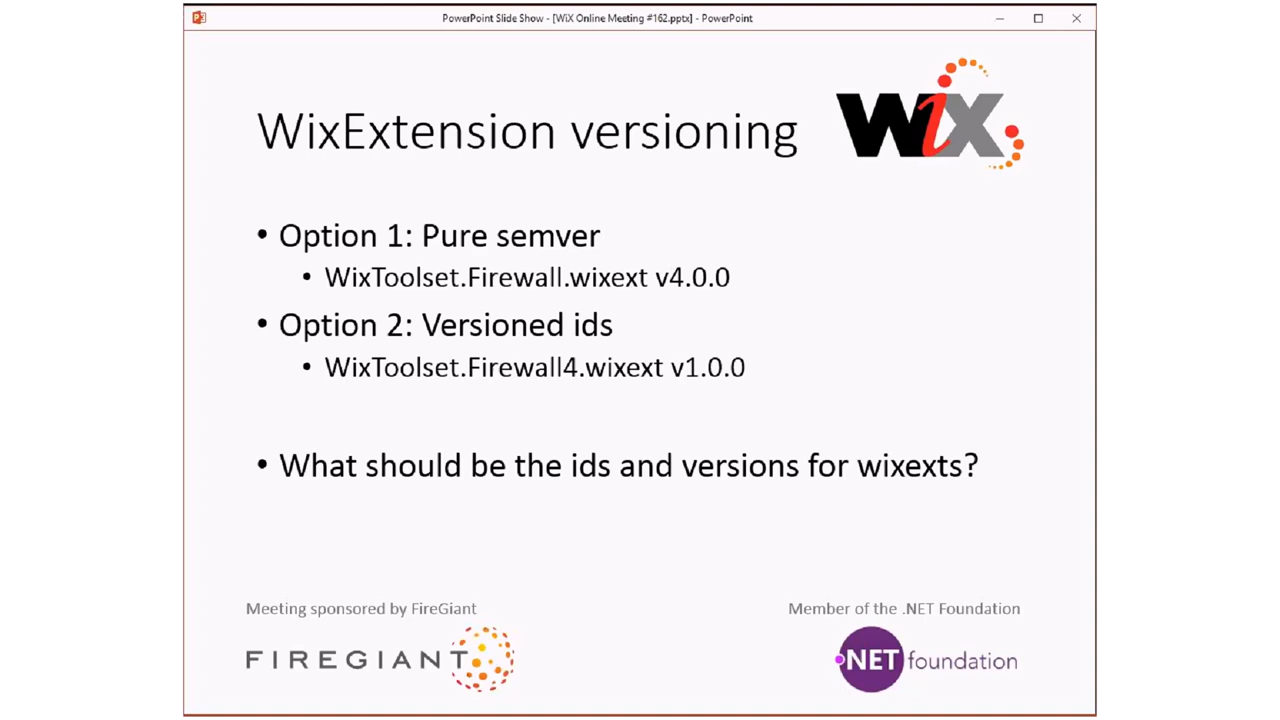 PowerPoint Slide Show - [WiX Online Meeting #162.pptx] - PowerPoint
WixExtension versioning
WiX
• Option 1: Pure semver
• WixToolset.Firewall.wixext v4.0.0
• Option 2: Versioned ids
• WixToolset.Firewall4.wixext v1.0.0
• What should be the ids and versions for wixexts?
Meeting sponsored by FireGiant
Member of the .NET Foundation
FIREGIANT
.NET foundation